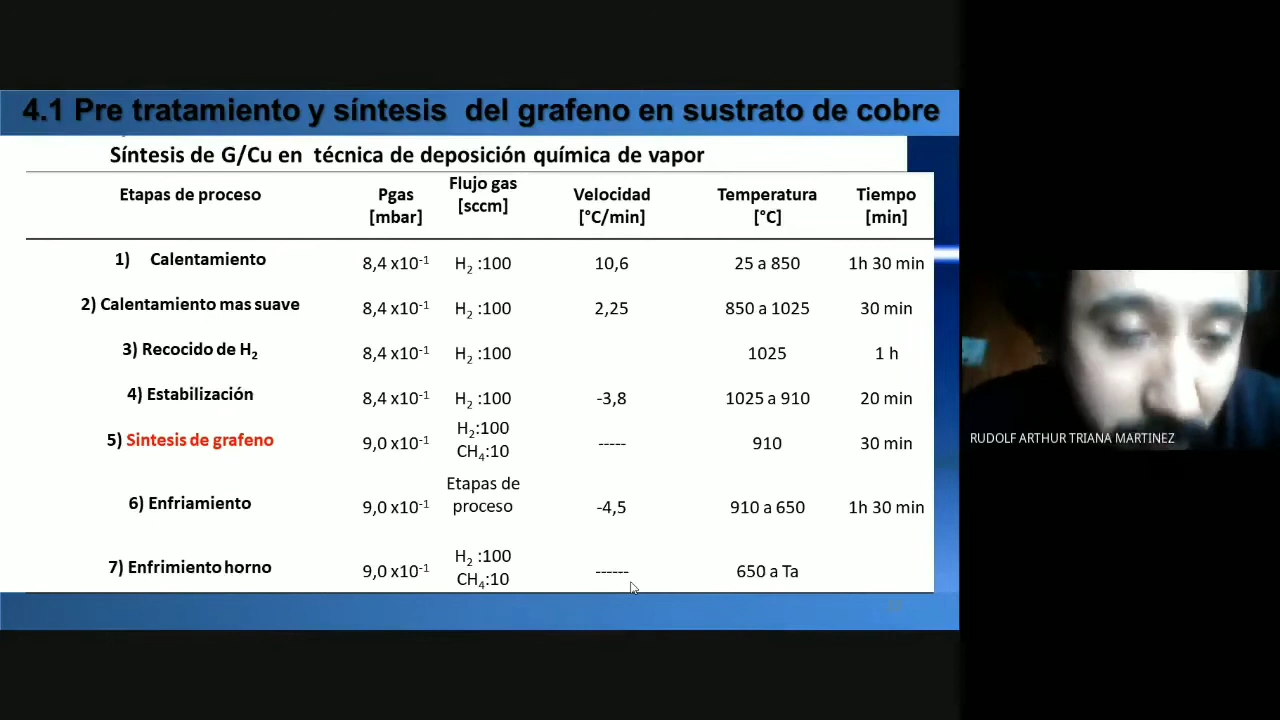 4.1 Pre tratamiento y síntesis del grafeno en sustrato de cobre
Síntesis de G/Cu en técnica de deposición química de vapor
Etapas de proceso Pgas [mbar] Flujo gas [sccm] Velocidad [°C/min] Temperatura [°C] Tiempo [min]
1) Calentamiento 8,4 x10⁻¹ H₂ :100 10,6 25 a 850 1h 30 min
2) Calentamiento mas suave 8,4 x10⁻¹ H₂ :100 2,25 850 a 1025 30 min
3) Recocido de H₂ 8,4 x10⁻¹ H₂ :100 1025 1 h
4) Estabilización 8,4 x10⁻¹ H₂ :100 -3,8 1025 a 910 20 min
5) Sintesis de grafeno 9,0 x10⁻¹ H₂:100 CH₄:10 ----- 910 30 min
6) Enfriamiento 9,0 x10⁻¹ Etapas de proceso -4,5 910 a 650 1h 30 min
7) Enfrimiento horno 9,0 x10⁻¹ H₂ :100 CH₄:10 ------ 650 a Ta
RUDOLF ARTHUR TRIANA MARTINEZ